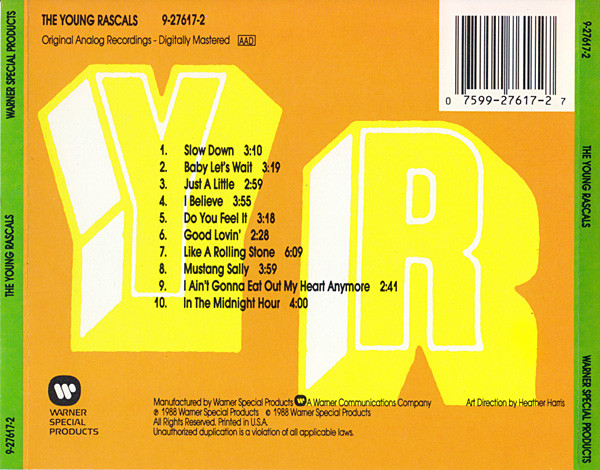 THE YOUNG RASCALS 9-27617-2
Original Analog Recordings - Digitally Mastered AAD
0 7599-27617-2 7
YR
1. Slow Down 3:10
2. Baby Let's Wait 3:19
3. Just A Little 2:59
4. I Believe 3:55
5. Do You Feel It 3:18
6. Good Lovin' 2:28
7. Like A Rolling Stone 6:09
8. Mustang Sally 3:59
9. I Ain't Gonna Eat Out My Heart Anymore 2:41
10. In The Midnight Hour 4:00
WARNER
SPECIAL
PRODUCTS
Manufactured by Warner Special Products A Warner Communications Company
℗ 1988 Warner Special Products © 1988 Warner Special Products
All Rights Reserved. Printed in U.S.A.
Unauthorized duplication is a violation of all applicable laws.
Art Direction by Heather Harris
9-27617-2 THE YOUNG RASCALS WARNER SPECIAL PRODUCTS
9-27617-2 THE YOUNG RASCALS WARNER SPECIAL PRODUCTS